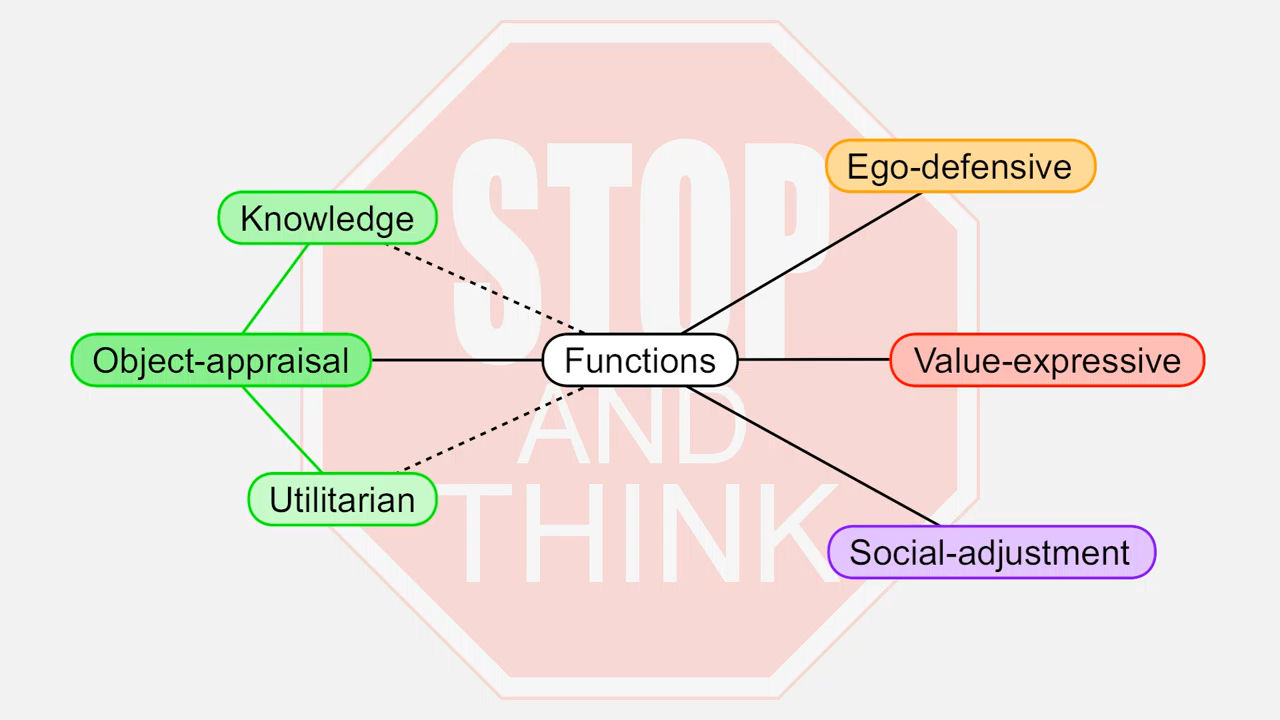 STOP
AND
THINK
Knowledge
Object-appraisal
Utilitarian
Functions
Ego-defensive
Value-expressive
Social-adjustment